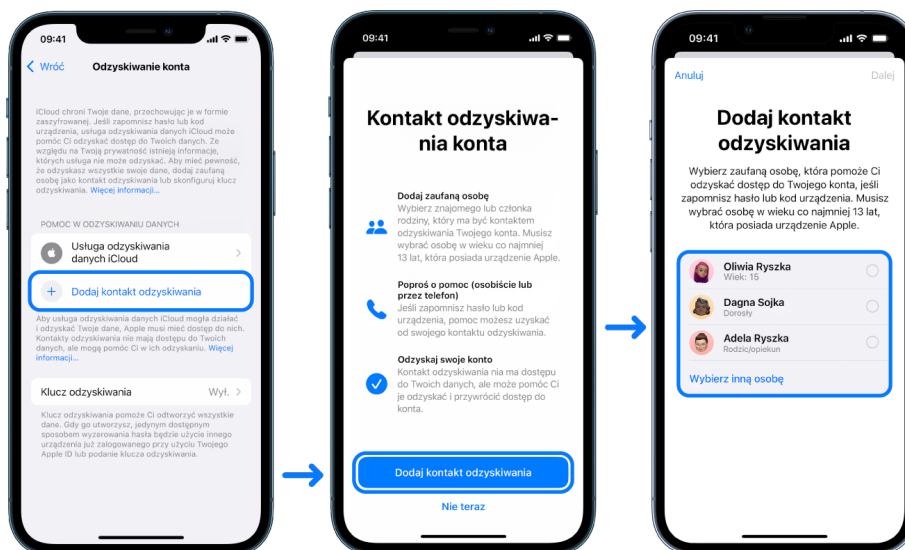 09:41
Wróć
Odzyskiwanie konta
iCloud chroni Twoje dane, przechowując je w formie
zaszyfrowanej. Jeśli zapomnisz hasło lub kod
urządzenia, usługa odzyskiwania danych iCloud może
pomóc Ci odzyskać dostęp do Twoich danych. Ze
względu na Twoją prywatność istnieją informacje,
których usługa nie może odzyskać. Aby mieć pewność,
że odzyskasz wszystkie swoje dane, dodaj zaufaną
osobę jako kontakt odzyskiwania lub skonfiguruj klucz
odzyskiwania. Więcej informacji...
POMOC W ODZYSKIWANIU DANYCH
Usługa odzyskiwania
danych iCloud
Dodaj kontakt odzyskiwania
Aby usługa odzyskiwania danych iCloud mogła działać
i odzyskać Twoje dane, Apple musi mieć dostęp do nich.
Kontakty odzyskiwania nie mają dostępu do Twoich
danych, ale mogą pomóc Ci w ich odzyskaniu. Więcej
informacji...
Klucz odzyskiwania Wył.
Klucz odzyskiwania pomoże Ci odtworzyć wszystkie
dane. Gdy go utworzysz, jedynym dostępnym
sposobem wyzerowania hasła będzie użycie innego
urządzenia już zalogowanego przy użyciu Twojego
Apple ID lub podanie klucza odzyskiwania.
09:41
Kontakt odzyskiwa-
nia konta
Dodaj zaufaną osobę
Wybierz znajomego lub członka
rodziny, który ma być kontaktem
odzyskiwania Twojego konta. Musisz
wybrać osobę w wieku co najmniej
13 lat, która posiada urządzenie Apple.
Poproś o pomoc (osobiście lub
przez telefon)
Jeśli zapomnisz hasło lub kod
urządzenia, pomoc możesz uzyskać
od swojego kontaktu odzyskiwania.
Odzyskaj swoje konto
Kontakt odzyskiwania nie ma dostępu
do Twoich danych, ale może pomóc Ci
je odzyskać i przywrócić dostęp do
konta.
Dodaj kontakt odzyskiwania
Nie teraz
09:41
Anuluj
Dalej
Dodaj kontakt
odzyskiwania
Wybierz zaufaną osobę, która pomoże Ci
odzyskać dostęp do Twojego konta, jeśli
zapomnisz hasło lub kod urządzenia. Musisz
wybrać osobę w wieku co najmniej 13 lat,
która posiada urządzenie Apple.
Oliwia Ryszka
Wiek: 15
Dagna Sojka
Dorosły
Adela Ryszka
Rodzic/opiekun
Wybierz inną osobę